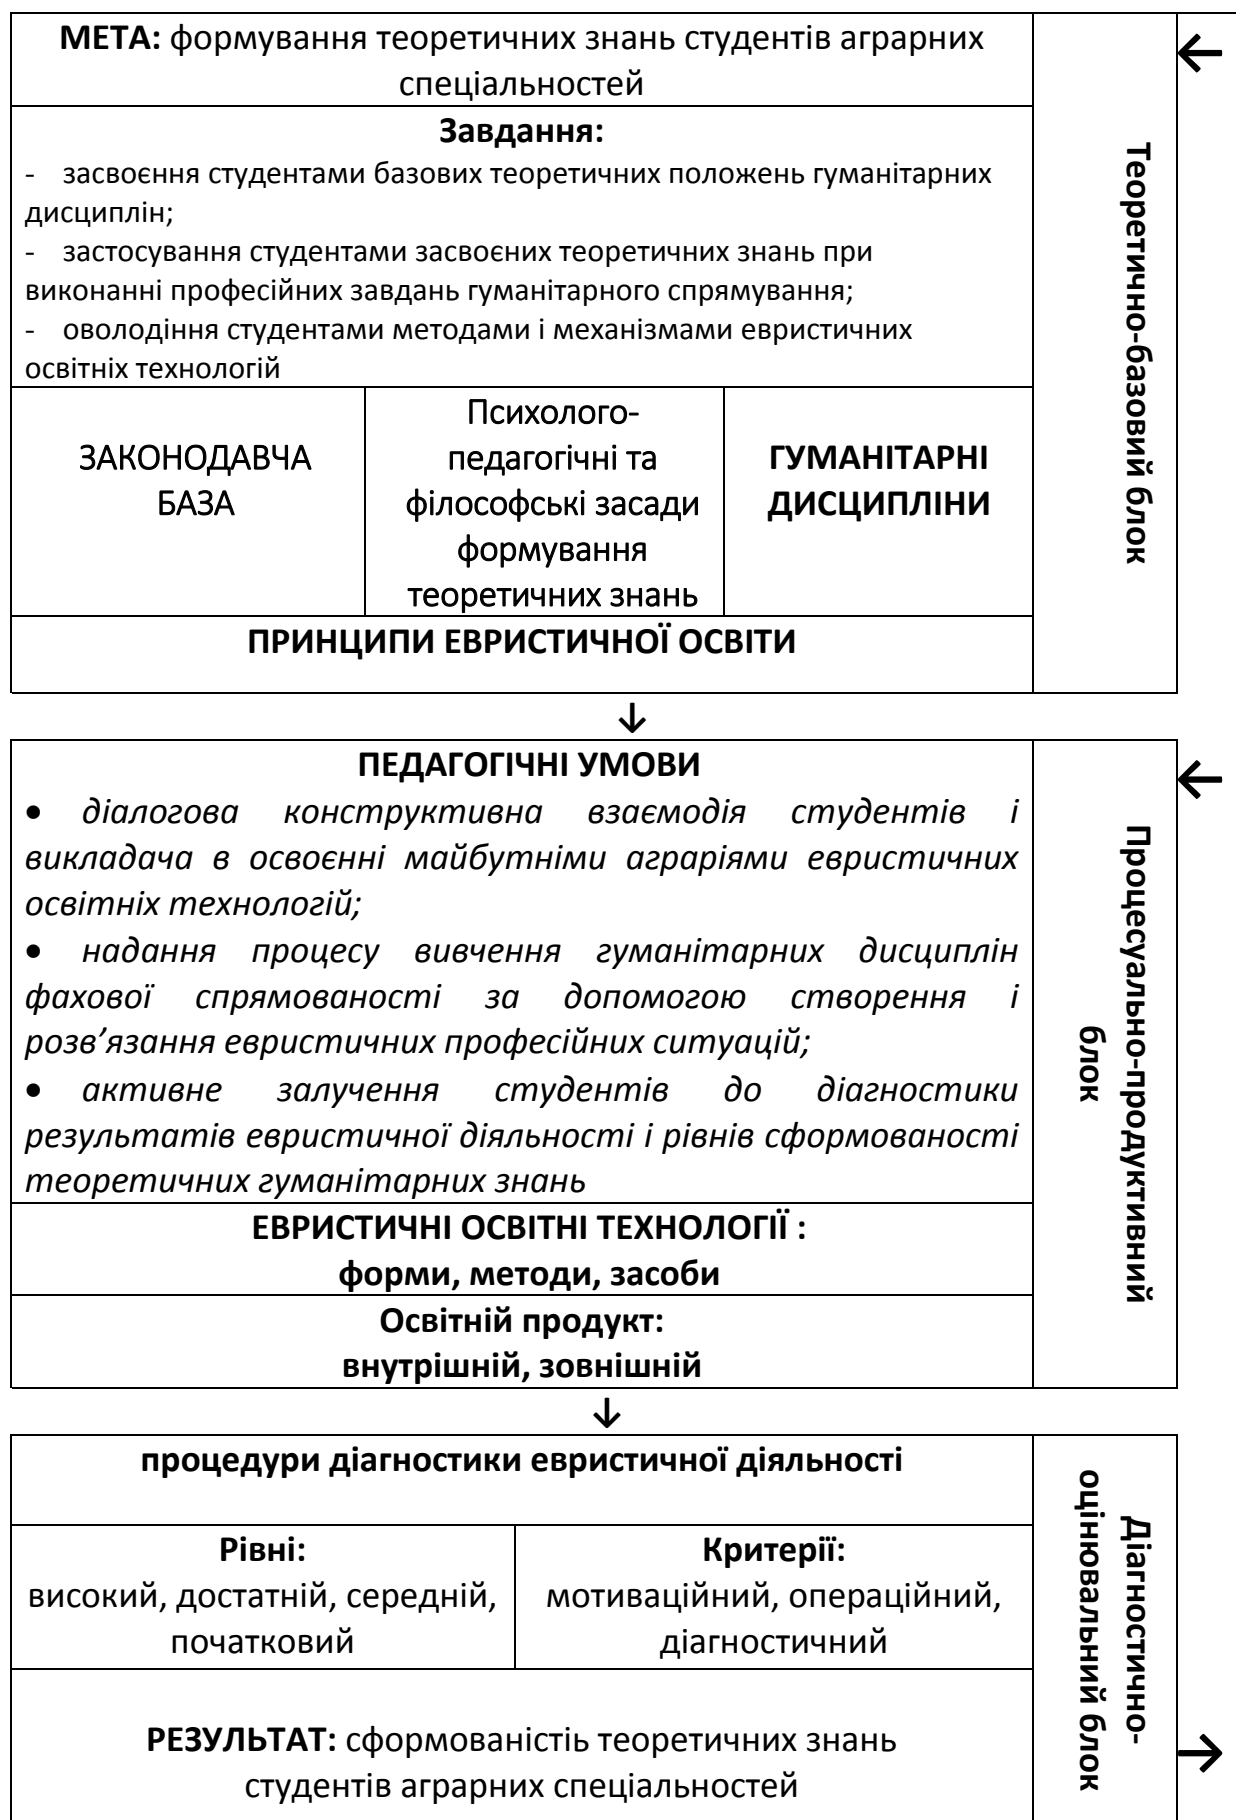 МЕТА: формування теоретичних знань студентів аграрних
спеціальностей
Завдання:
- засвоєння студентами базових теоретичних положень гуманітарних
дисциплін;
- застосування студентами засвоєних теоретичних знань при
виконанні професійних завдань гуманітарного спрямування;
- оволодіння студентами методами і механізмами евристичних
освітніх технологій
ЗАКОНОДАВЧА
БАЗА
Психолого-
педагогічні та
філософські засади
формування
теоретичних знань
ГУМАНІТАРНІ
ДИСЦИПЛІНИ
ПРИНЦИПИ ЕВРИСТИЧНОЇ ОСВІТИ
Теоретично-базовий блок
ПЕДАГОГІЧНІ УМОВИ
• діалогова конструктивна взаємодія студентів і
викладача в освоєнні майбутніми аграріями евристичних
освітніх технологій;
• надання процесу вивчення гуманітарних дисциплін
фахової спрямованості за допомогою створення і
розв’язання евристичних професійних ситуацій;
• активне залучення студентів до діагностики
результатів евристичної діяльності і рівнів сформованості
теоретичних гуманітарних знань
ЕВРИСТИЧНІ ОСВІТНІ ТЕХНОЛОГІЇ :
форми, методи, засоби
Освітній продукт:
внутрішній, зовнішній
Процесуально-продуктивний
блок
процедури діагностики евристичної діяльності
Рівні:
високий, достатній, середній,
початковий
Критерії:
мотиваційний, операційний,
діагностичний
РЕЗУЛЬТАТ: сформованістіь теоретичних знань
студентів аграрних спеціальностей
Діагностично-
оцінювальний блок